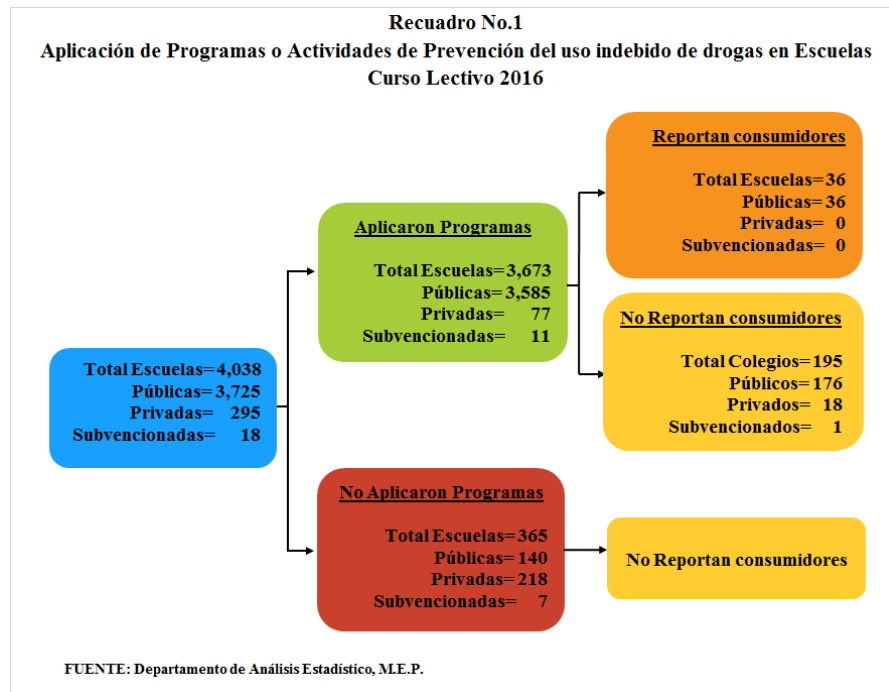 Recuadro No.1
Aplicación de Programas o Actividades de Prevención del uso indebido de drogas en Escuelas
Curso Lectivo 2016
Reportan consumidores
Total Escuelas=36
Públicas=36
Privadas= 0
Subvencionadas= 0
Aplicaron Programas
Total Escuelas=3,673
Públicas=3,585
Privadas= 77
Subvencionadas= 11
No Reportan consumidores
Total Colegios=195
Públicos=176
Privados= 18
Subvencionados= 1
Total Escuelas=4,038
Públicas=3,725
Privadas= 295
Subvencionadas= 18
No Aplicaron Programas
Total Escuelas=365
Públicas=140
Privadas=218
Subvencionadas= 7
No Reportan consumidores
FUENTE: Departamento de Análisis Estadístico, M.E.P.